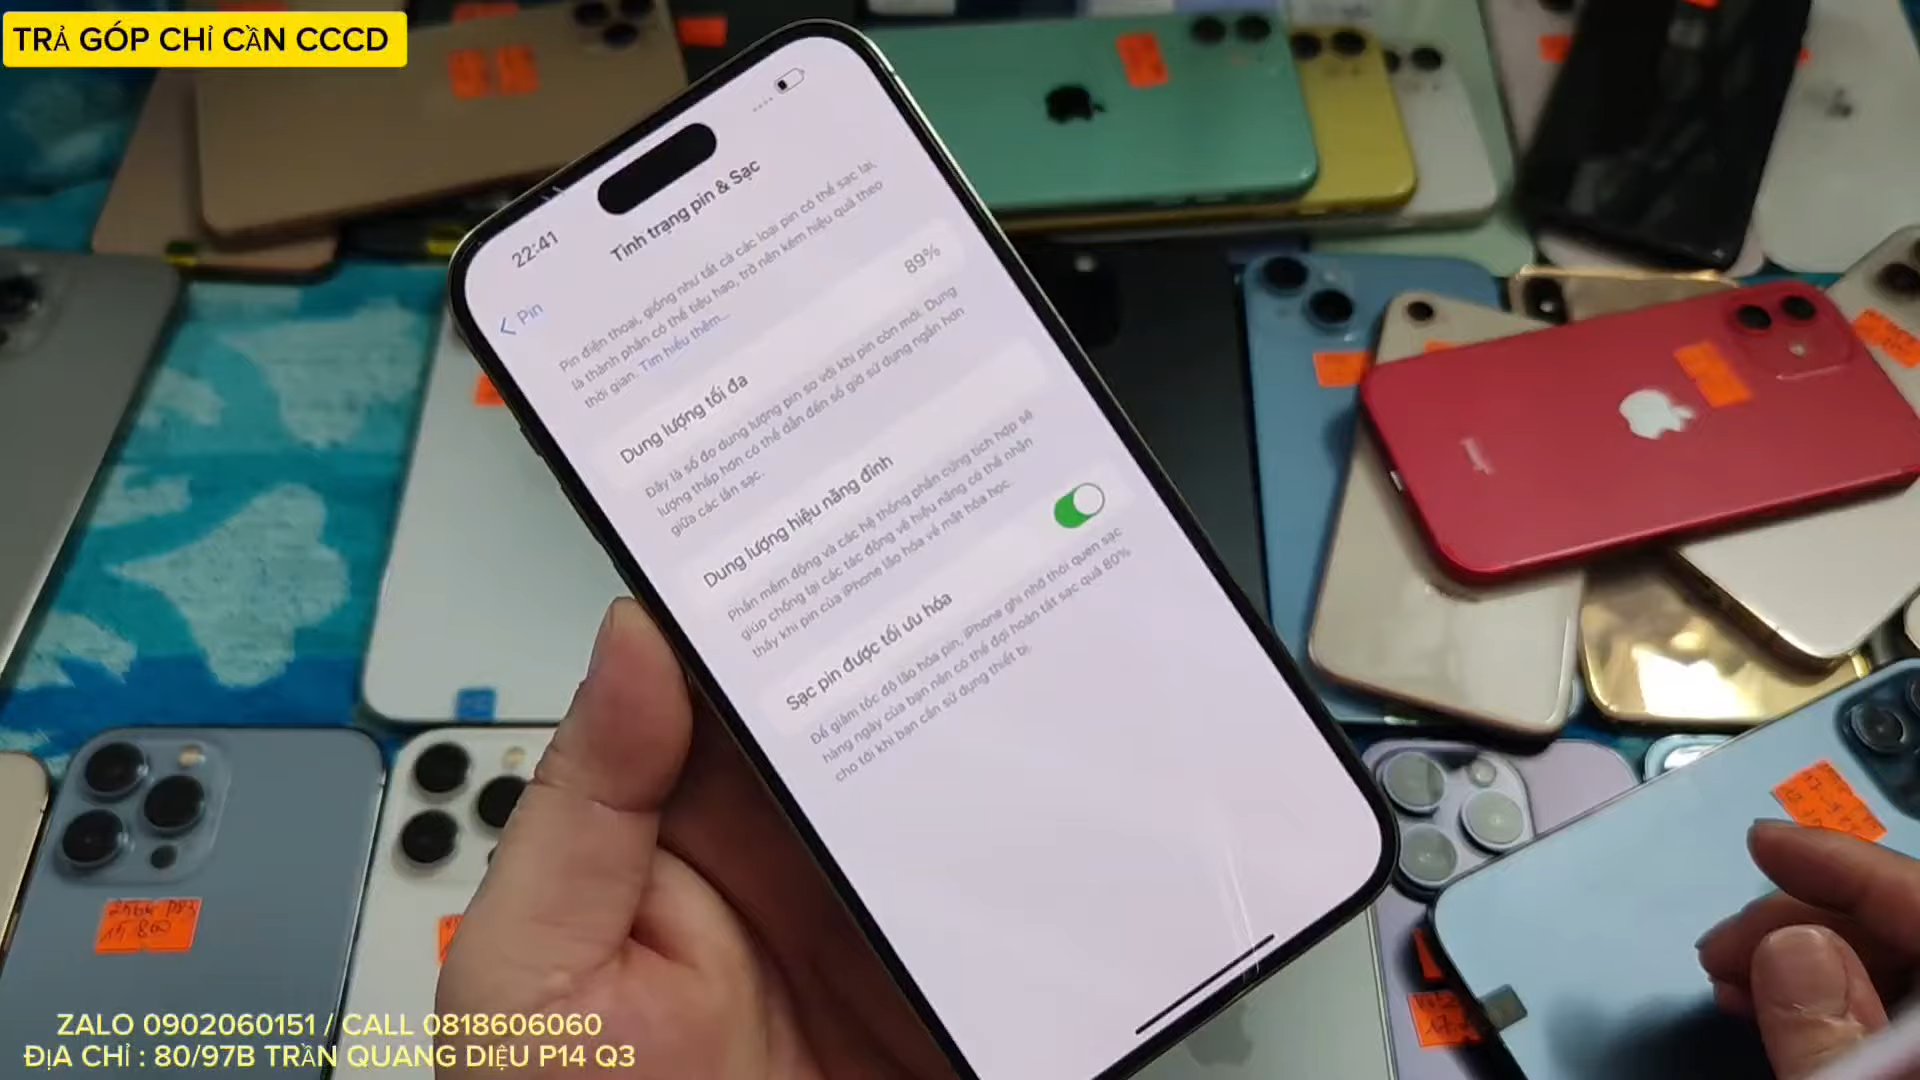 TRẢ GÓP CHỈ CẦN CCCD
22:41
Pin
Tình trạng pin & Sạc
Pin điện thoại, giống như tất cả các loại pin có thể sạc lại,
là thành phần có thể tiêu hao, trở nên kém hiệu quả theo
thời gian. Tìm hiểu thêm...
Dung lượng tối đa 89%
Đây là số đo dung lượng pin so với khi pin còn mới. Dung
lượng thấp hơn có thể dẫn đến số giờ sử dụng ngắn hơn
giữa các lần sạc.
Dung lượng hiệu năng đỉnh
Phần mềm động và các hệ thống phần cứng tích hợp sẽ
giúp chống lại các tác động về hiệu năng có thể nhận
thấy khi pin của iPhone lão hóa về mặt hóa học.
Sạc pin được tối ưu hóa
Để giảm tốc độ lão hóa pin, iPhone ghi nhớ thói quen sạc
hàng ngày của bạn nên có thể đợi hoàn tất sạc quá 80%
cho tới khi bạn cần sử dụng thiết bị.
ZALO 0902060151 / CALL 0818606060
ĐỊA CHỈ : 80/97B TRẦN QUANG DIỆU P14 Q3